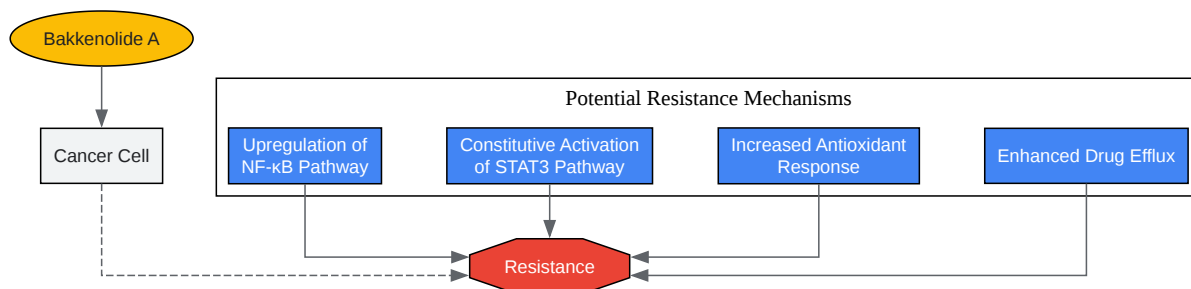 Bakkenolide A
Potential Resistance Mechanisms
Cancer Cell
Upregulation of
NF-κB Pathway
Constitutive Activation
of STAT3 Pathway
Increased Antioxidant
Response
Enhanced Drug Efflux
Resistance